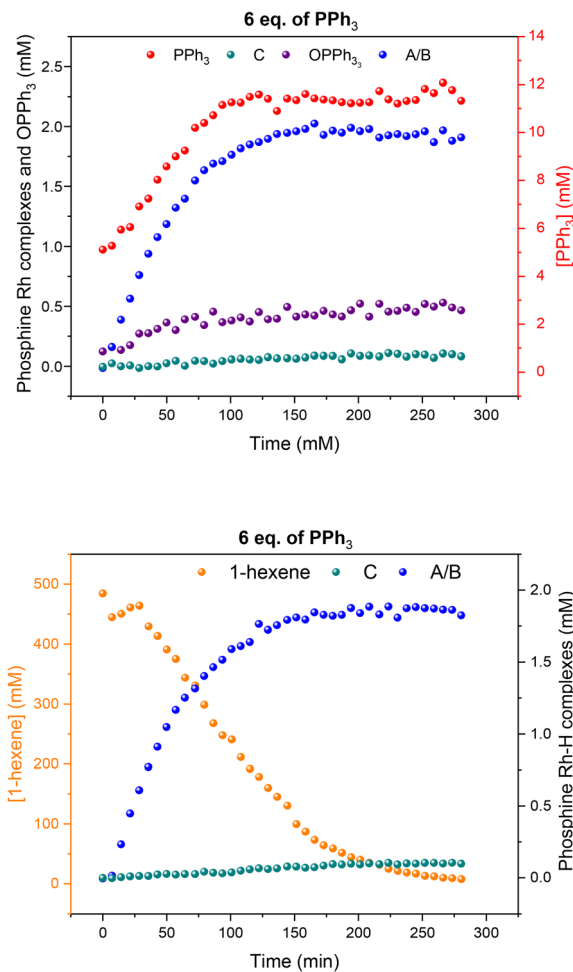 6 eq. of PPh3
PPh3 C OPPh33 A/B
Phosphine Rh complexes and OPPh3 (mM)
2.5
2.0
1.5
1.0
0.5
0.0
14
12
10
8
6
4
2
0
[PPh3] (mM)
0 50 100 150 200 250 300
Time (mM)
6 eq. of PPh3
1-hexene C A/B
[1-hexene] (mM)
500
400
300
200
100
0
2.0
1.5
1.0
0.5
0.0
Phosphine Rh-H complexes (mM)
0 50 100 150 200 250 300
Time (min)